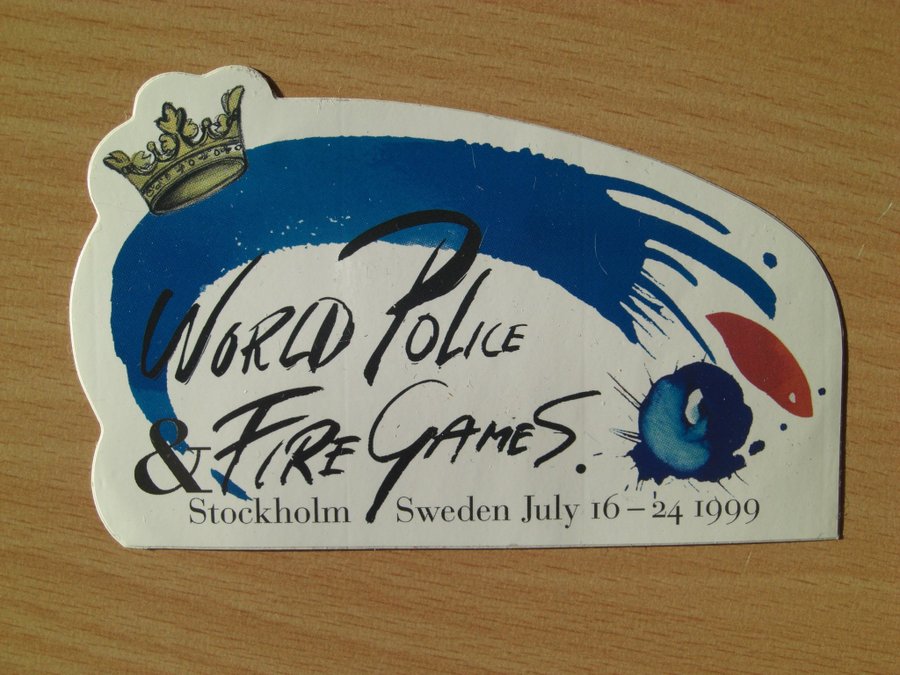 World Police
& Fire Games.
Stockholm Sweden July 16–24 1999